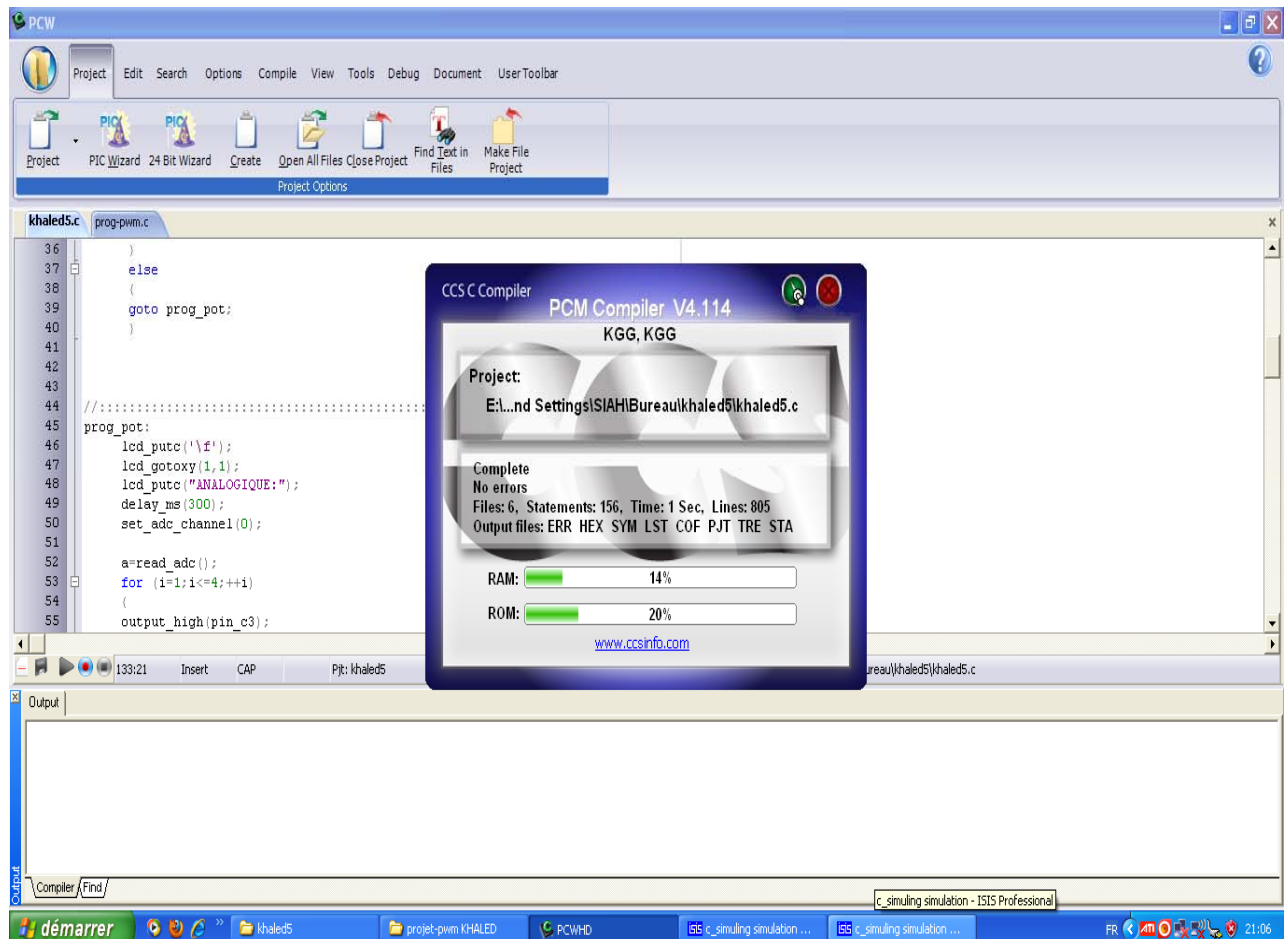 PCW
Project Edit Search Options Compile View Tools Debug Document User Toolbar
Project PIC Wizard 24 Bit Wizard Create Open All Files Close Project Find Text in Files Make File Project
Project Options
khaled5.c prog-pwm.c
36 }
37 else
38 {
39 goto prog_pot;
40 }
41
42
43
44 //::::::::::::::::::::::::::::::::::::::::::::
45 prog_pot:
46 lcd_putc('\f');
47 lcd_gotoxy(1,1);
48 lcd_putc("ANALOGIQUE:");
49 delay_ms(300);
50 set_adc_channel(0);
51
52 a=read_adc();
53 for (i=1;i<=4;++i)
54 {
55 output_high(pin_c3);
CCS C Compiler
PCM Compiler V4.114
KGG, KGG
Project:
E:\...nd Settings\SIAH\Bureau\khaled5\khaled5.c
Complete
No errors
Files: 6, Statements: 156, Time: 1 Sec, Lines: 805
Output files: ERR HEX SYM LST COF PJT TRE STA
RAM: 14%
ROM: 20%
www.ccsinfo.com
133:21 Insert CAP Pjt: khaled5 ureau\khaled5\khaled5.c
Output
Output
Compiler Find
c_simuling simulation - ISIS Professional
démarrer khaled5 projet-pwm KHALED PCWHD ISIS c_simuling simulation ... ISIS c_simuling simulation ... FR ATI 21:06